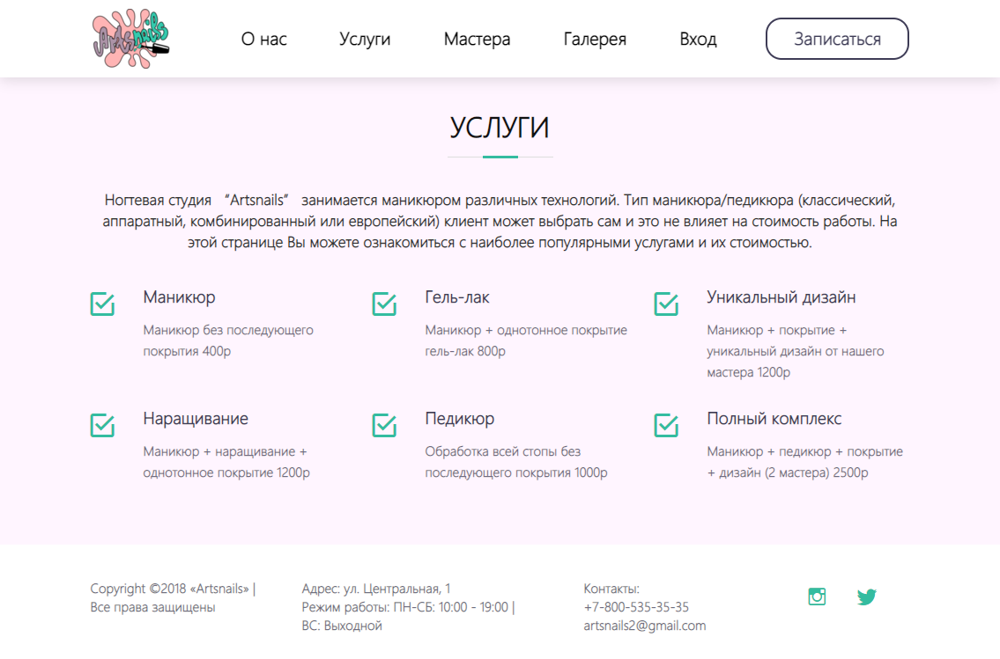 Artsnails
О нас Услуги Мастера Галерея Вход Записаться
УСЛУГИ
Ногтевая студия “Artsnails” занимается маникюром различных технологий. Тип маникюра/педикюра (классический,
аппаратный, комбинированный или европейский) клиент может выбрать сам и это не влияет на стоимость работы. На
этой странице Вы можете ознакомиться с наиболее популярными услугами и их стоимостью.
Маникюр
Маникюр без последующего
покрытия 400р
Гель-лак
Маникюр + однотонное покрытие
гель-лак 800р
Уникальный дизайн
Маникюр + покрытие +
уникальный дизайн от нашего
мастера 1200р
Наращивание
Маникюр + наращивание +
однотонное покрытие 1200р
Педикюр
Обработка всей стопы без
последующего покрытия 1000р
Полный комплекс
Маникюр + педикюр + покрытие
+ дизайн (2 мастера) 2500р
Copyright ©2018 «Artsnails» |
Все права защищены
Адрес: ул. Центральная, 1
Режим работы: ПН-СБ: 10:00 - 19:00 |
ВС: Выходной
Контакты:
+7-800-535-35-35
artsnails2@gmail.com